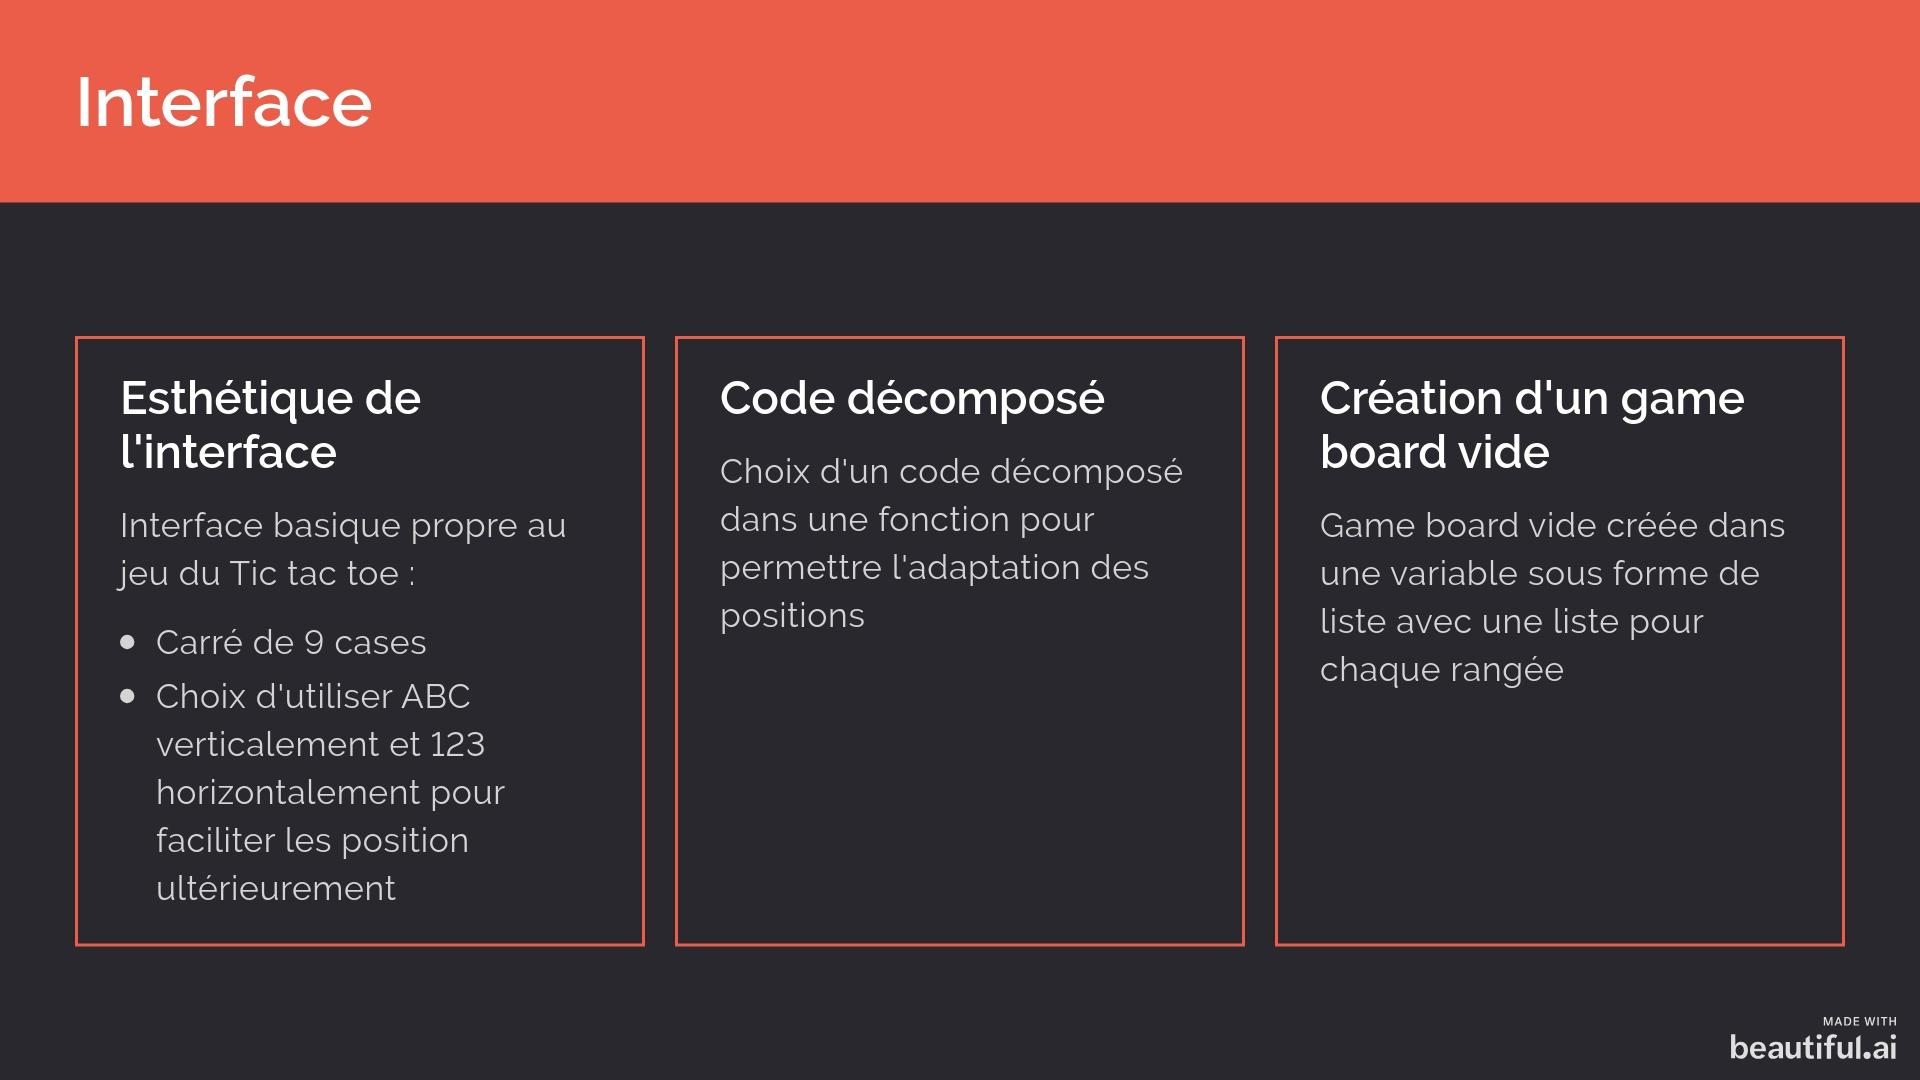 Interface
Esthétique de
l'interface
Interface basique propre au
jeu du Tic tac toe :
Carré de 9 cases
Choix d'utiliser ABC
verticalement et 123
horizontalement pour
faciliter les position
ultérieurement
Code décomposé
Choix d'un code décomposé
dans une fonction pour
permettre l'adaptation des
positions
Création d'un game
board vide
Game board vide créée dans
une variable sous forme de
liste avec une liste pour
chaque rangée
MADE WITH
beautiful.ai